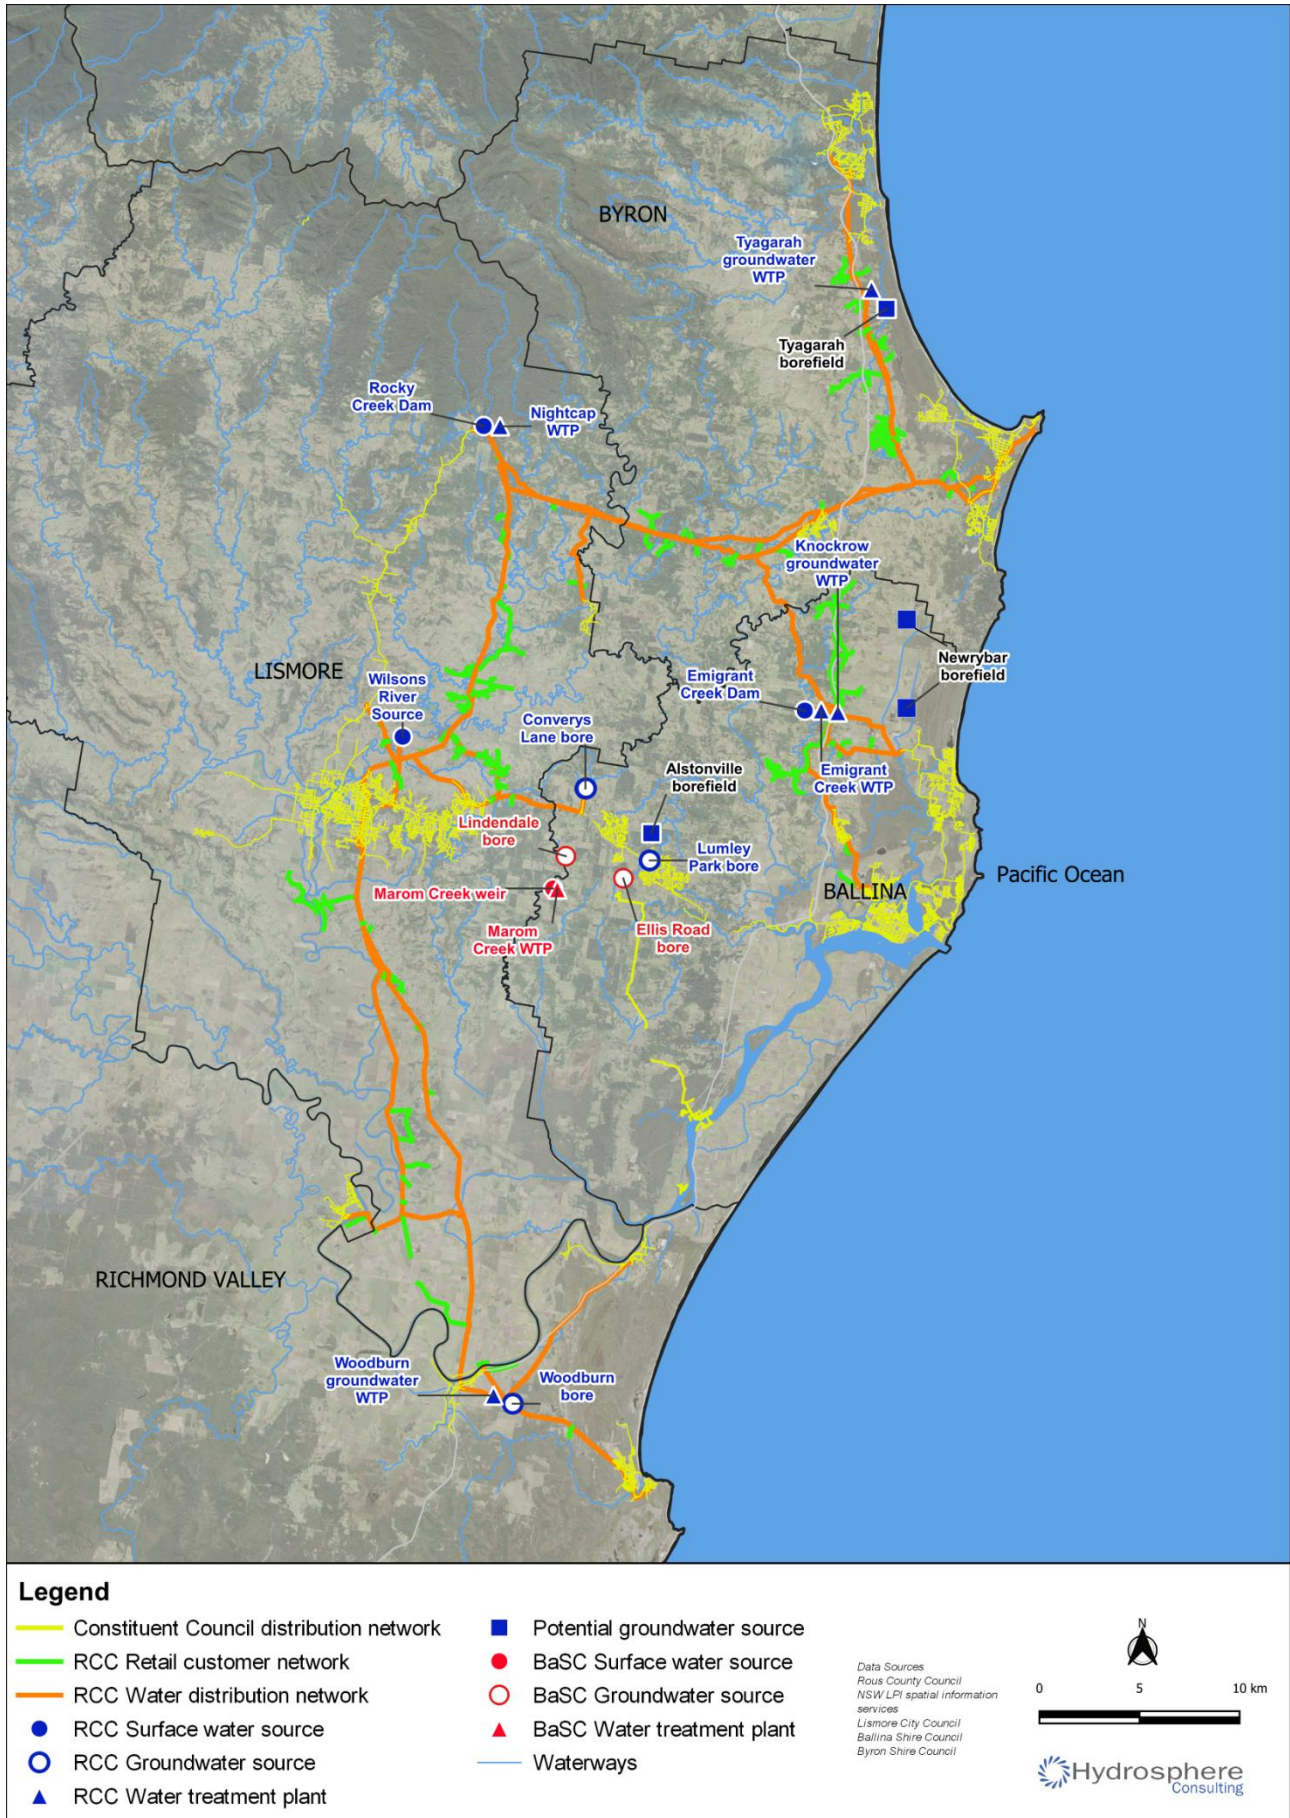 BYRON
Tyagarah
groundwater
WTP
Tyagarah
borefield
Rocky
Creek Dam
Nightcap
WTP
Knockrow
groundwater
WTP
LISMORE
Wilsons
River
Source
Emigrant
Creek Dam
Newrybar
borefield
Converys
Lane bore
Alstonville
borefield
Emigrant
Creek WTP
Lindendale
bore
Lumley
Park bore
Marom Creek weir
BALLINA
Pacific Ocean
Marom
Creek WTP
Ellis Road
bore
RICHMOND VALLEY
Woodburn
groundwater
WTP
Woodburn
bore
Legend
Constituent Council distribution network
RCC Retail customer network
RCC Water distribution network
RCC Surface water source
RCC Groundwater source
RCC Water treatment plant
Potential groundwater source
BaSC Surface water source
BaSC Groundwater source
BaSC Water treatment plant
Waterways
Data Sources
Rous County Council
NSW LPI spatial information
services
Lismore City Council
Ballina Shire Council
Byron Shire Council
N
0 5 10 km
Hydrosphere
Consulting